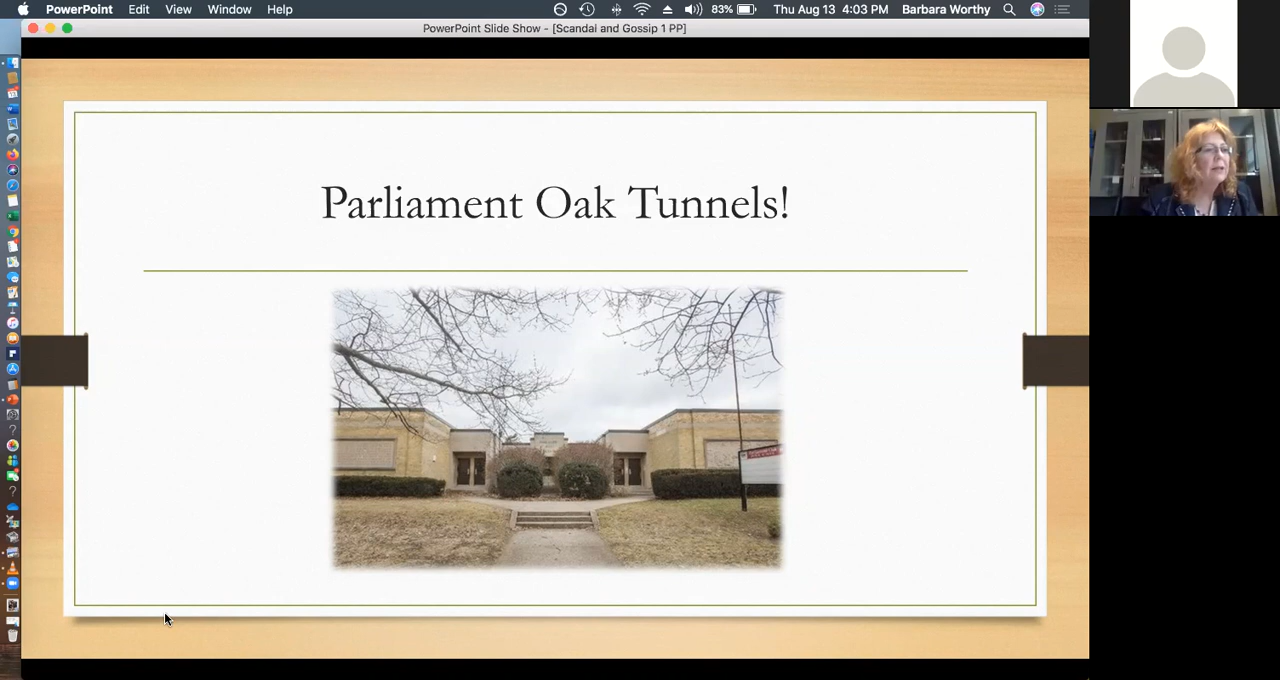 PowerPoint Edit View Window Help 83% Thu Aug 13 4:03 PM Barbara Worthy
PowerPoint Slide Show - [Scandal and Gossip 1 PP]
Parliament Oak Tunnels!